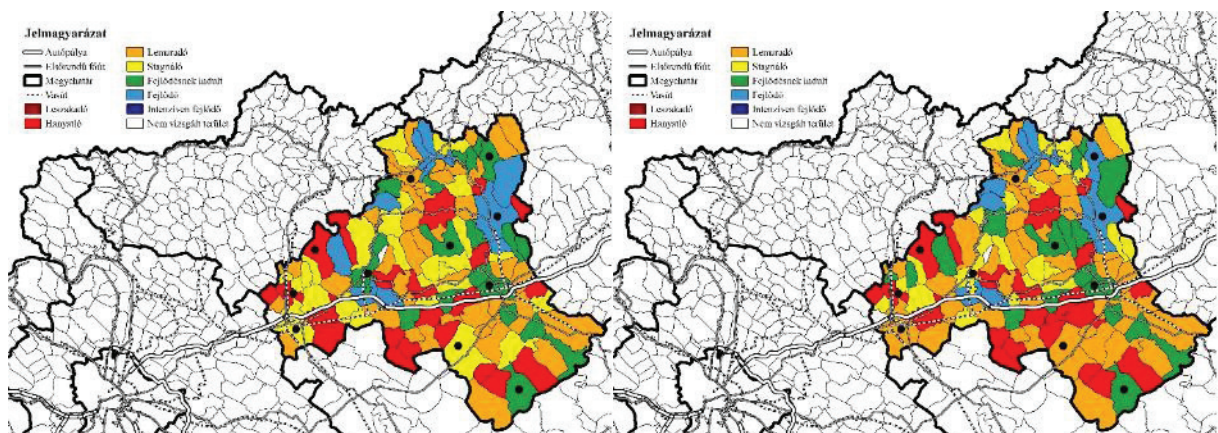 Jelmagyarázat
Autópálya
Elsőrendű főút
Megyehatár
Vasút
Leszakadó
Hanyatló
Lemaradó
Stagnáló
Fejlődésnek indult
Fejlődő
Intenzíven fejlődő
Nem vizsgált terület
Jelmagyarázat
Autópálya
Elsőrendű főút
Megyehatár
Vasút
Leszakadó
Hanyatló
Lemaradó
Stagnáló
Fejlődésnek indult
Fejlődő
Intenzíven fejlődő
Nem vizsgált terület